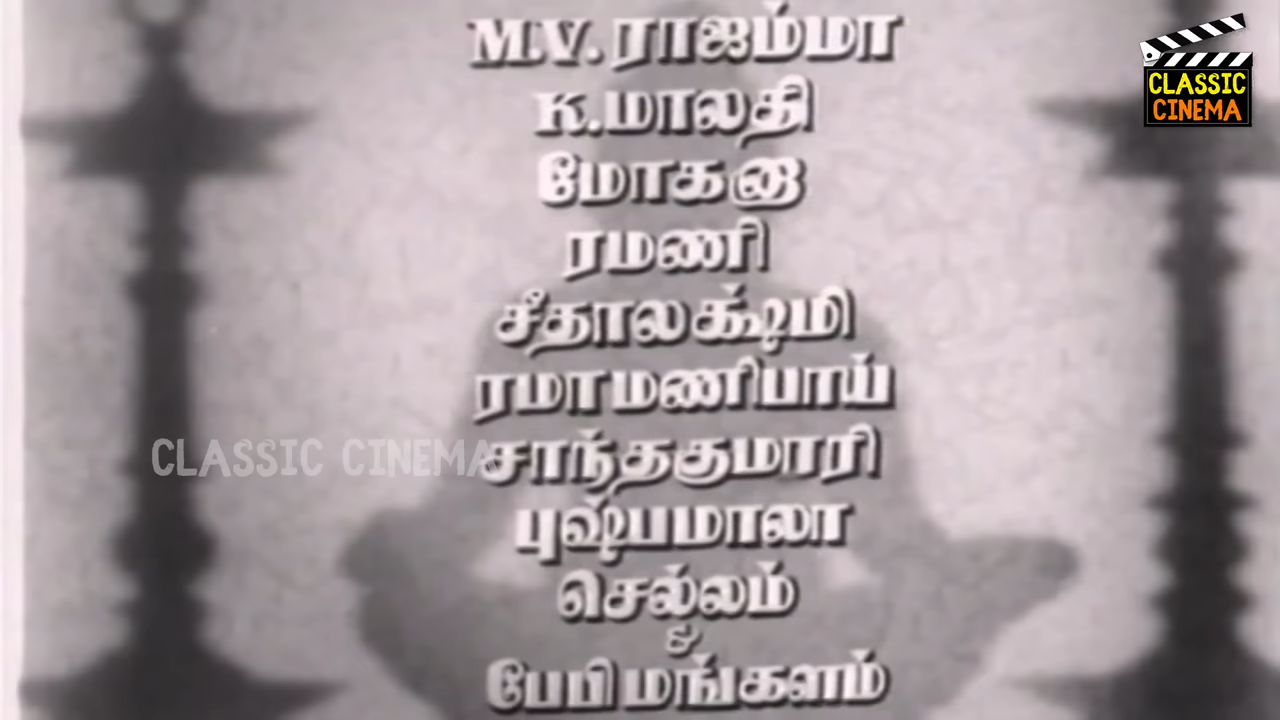 M.V. ராஜம்மா
CLASSIC
CINEMA
K.மாலதி
மோகனா
ரமணி
சீதாலக்ஷ்மி
ரமாமணிபாய்
CLASSIC CINEMA
சாந்தகுமாரி
புஷ்பமாலா
செல்லம்
&
பேபி மங்களம்